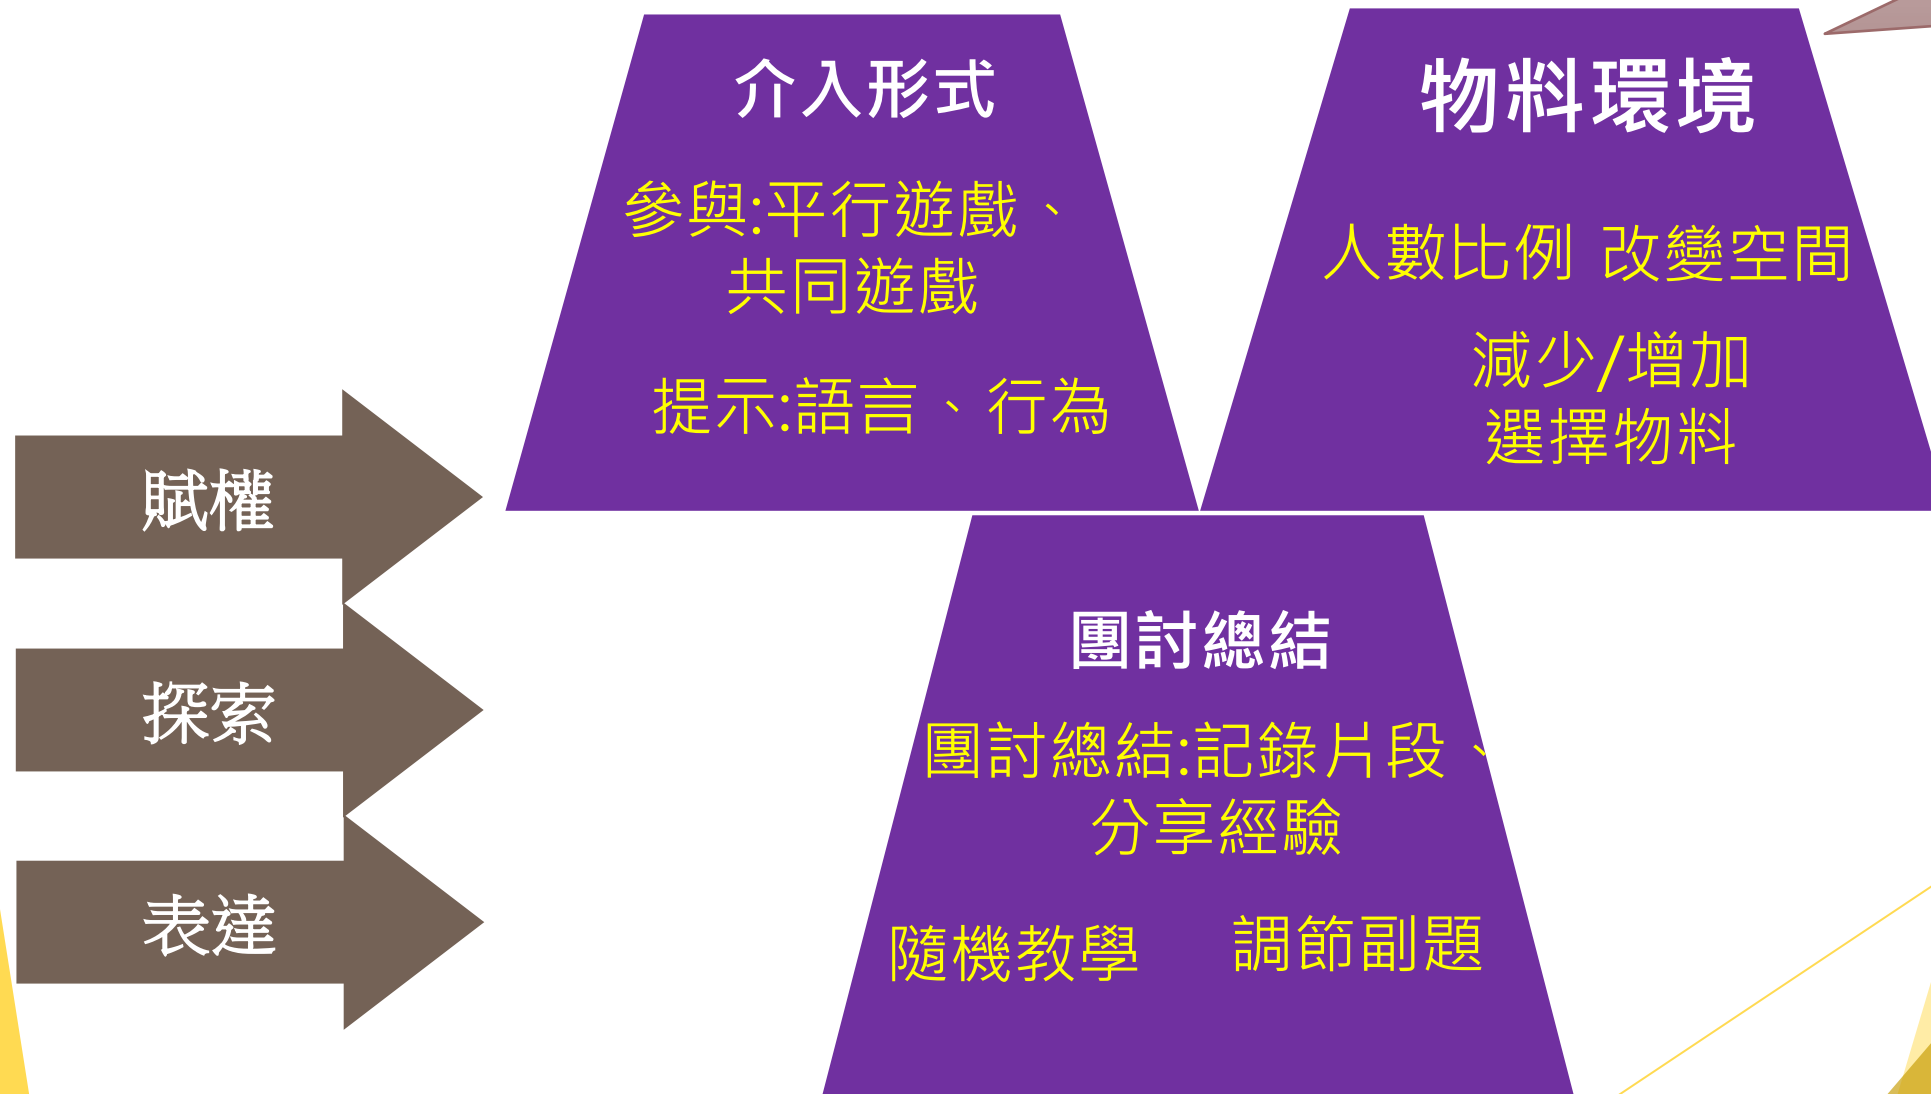 介入形式
參與:平行遊戲、
共同遊戲
提示:語言、行為
物料環境
人數比例 改變空間
減少/增加
選擇物料
賦權
探索
表達
團討總結
團討總結:記錄片段、
分享經驗
隨機教學 調節副題